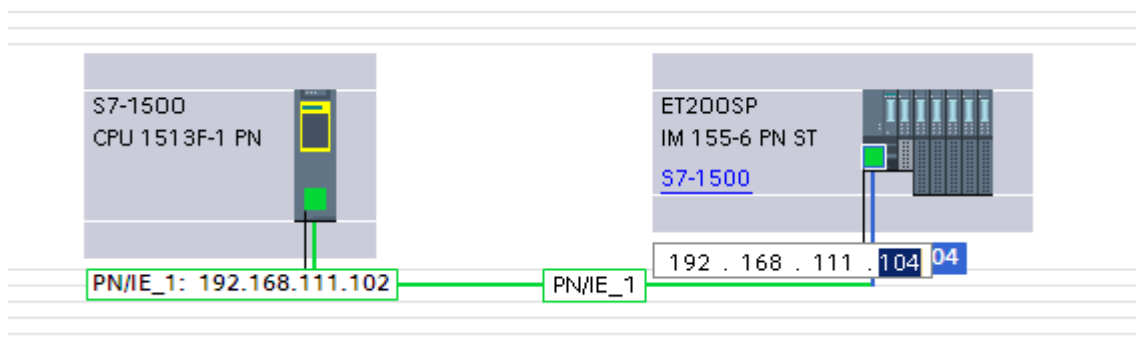 S7-1500
CPU 1513F-1 PN
ET200SP
IM 155-6 PN ST
S7-1500
PN/IE_1: 192.168.111.102
PN/IE_1
192 . 168 . 111 . 104
04